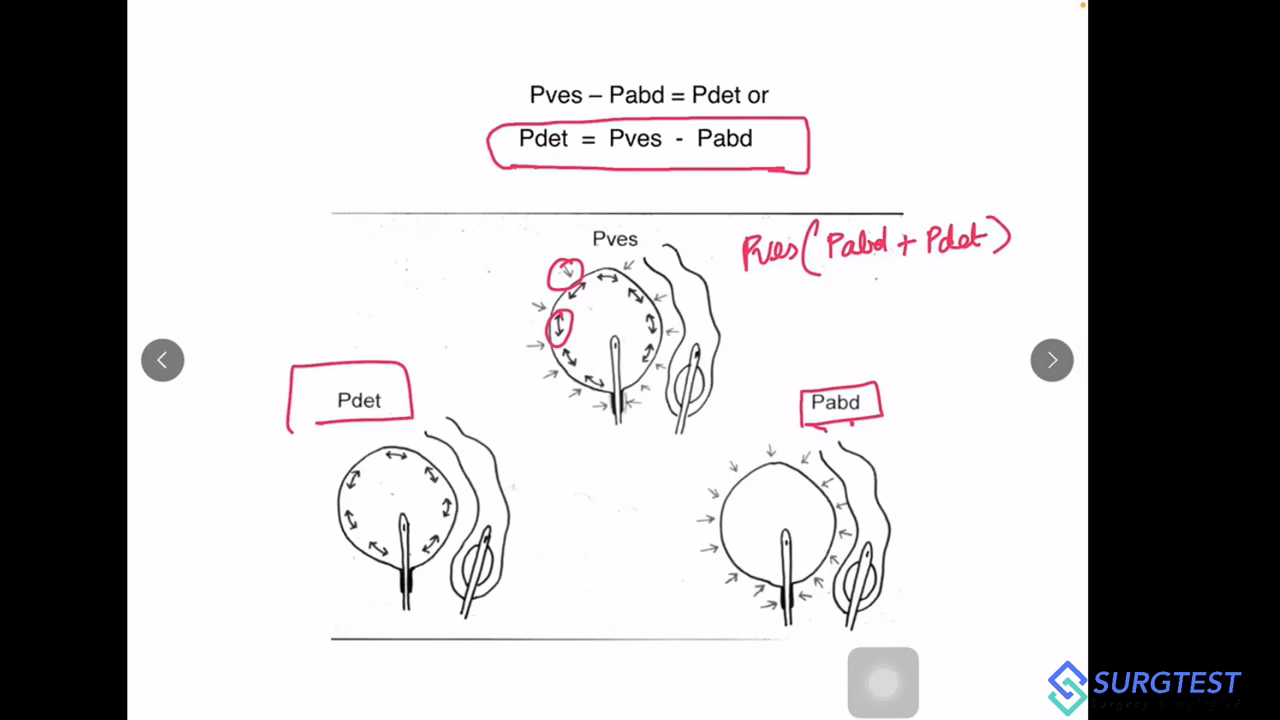 Pves – Pabd = Pdet or
Pdet = Pves - Pabd
Pves
Pves (Pabd + Pdet)
Pdet
Pabd
SURGTEST